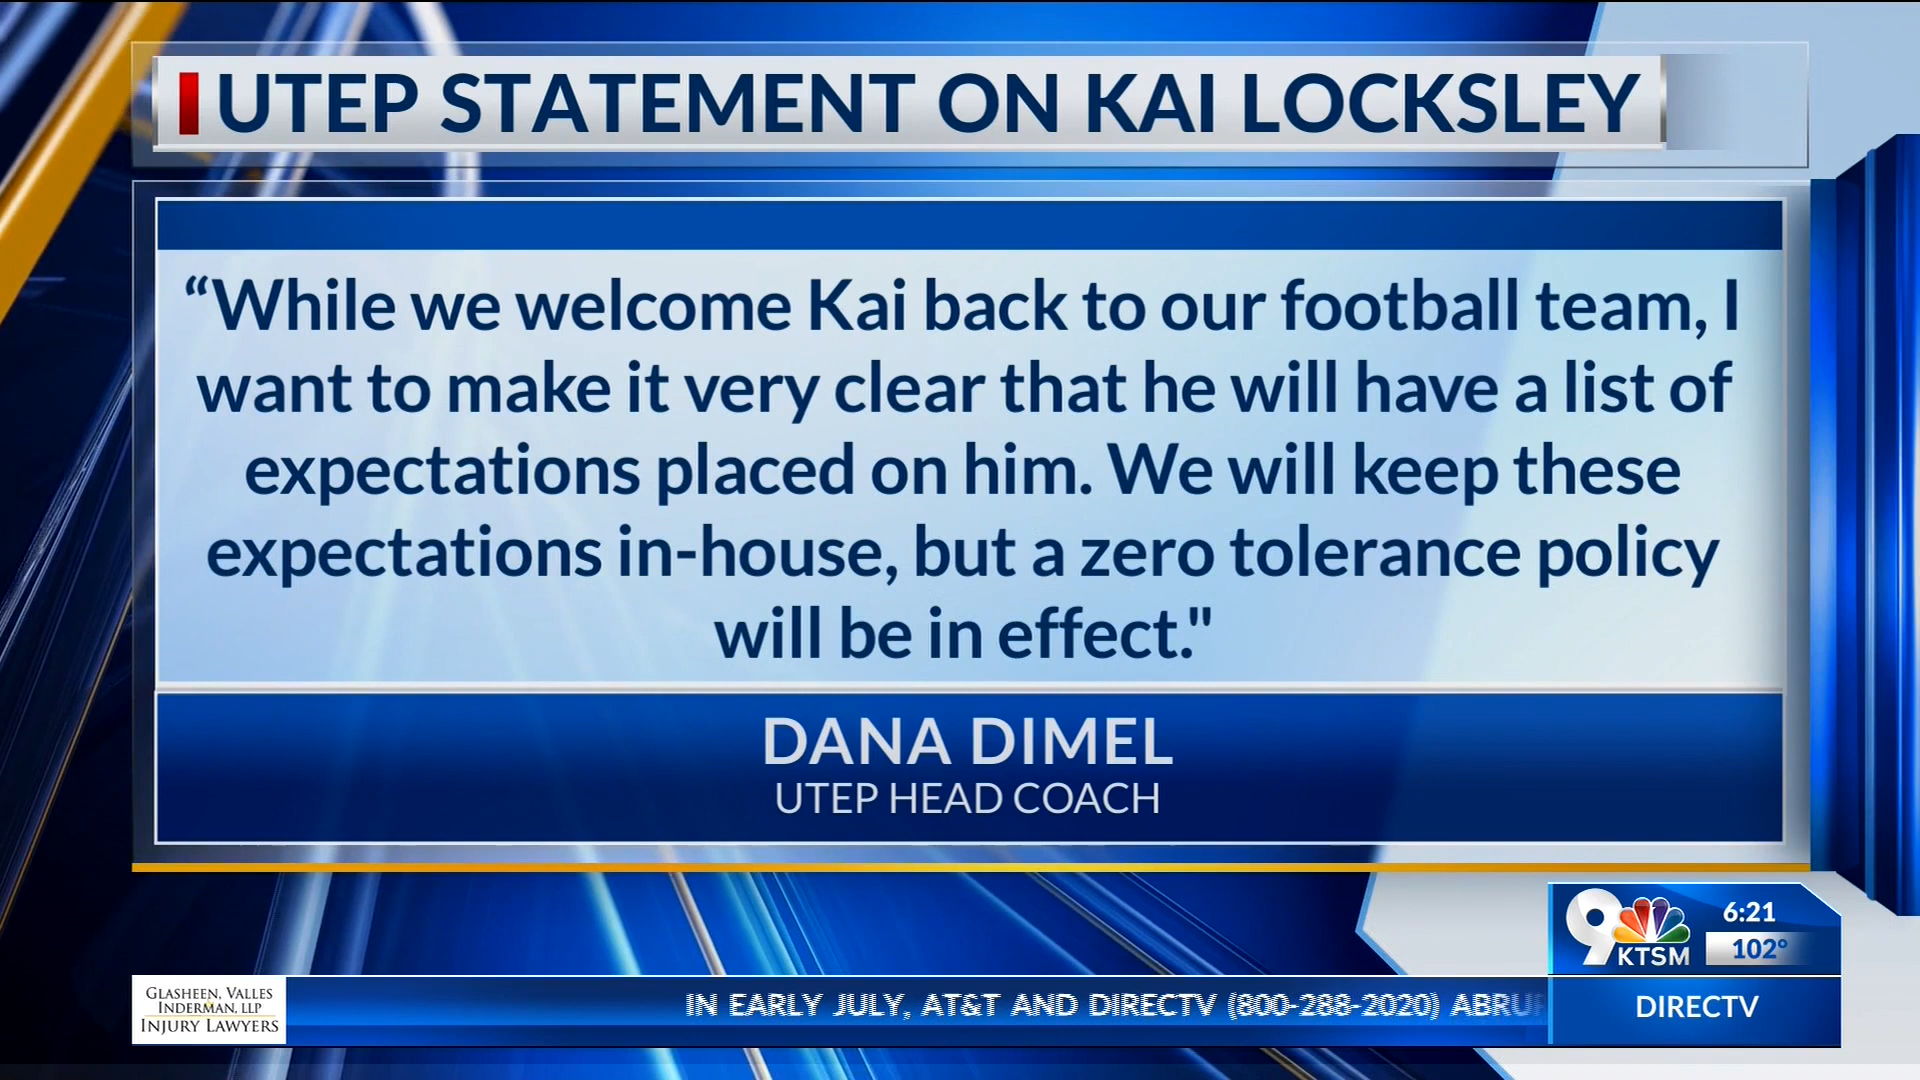 UTEP STATEMENT ON KAI LOCKSLEY
“While we welcome Kai back to our football team, I
want to make it very clear that he will have a list of
expectations placed on him. We will keep these
expectations in-house, but a zero tolerance policy
will be in effect."
DANA DIMEL
UTEP HEAD COACH
9
KTSM
6:21
102°
GLASHEEN, VALLES
INDERMAN, LLP
INJURY LAWYERS
IN EARLY JULY, AT&T AND DIRECTV (800-288-2020) ABRU
DIRECTV